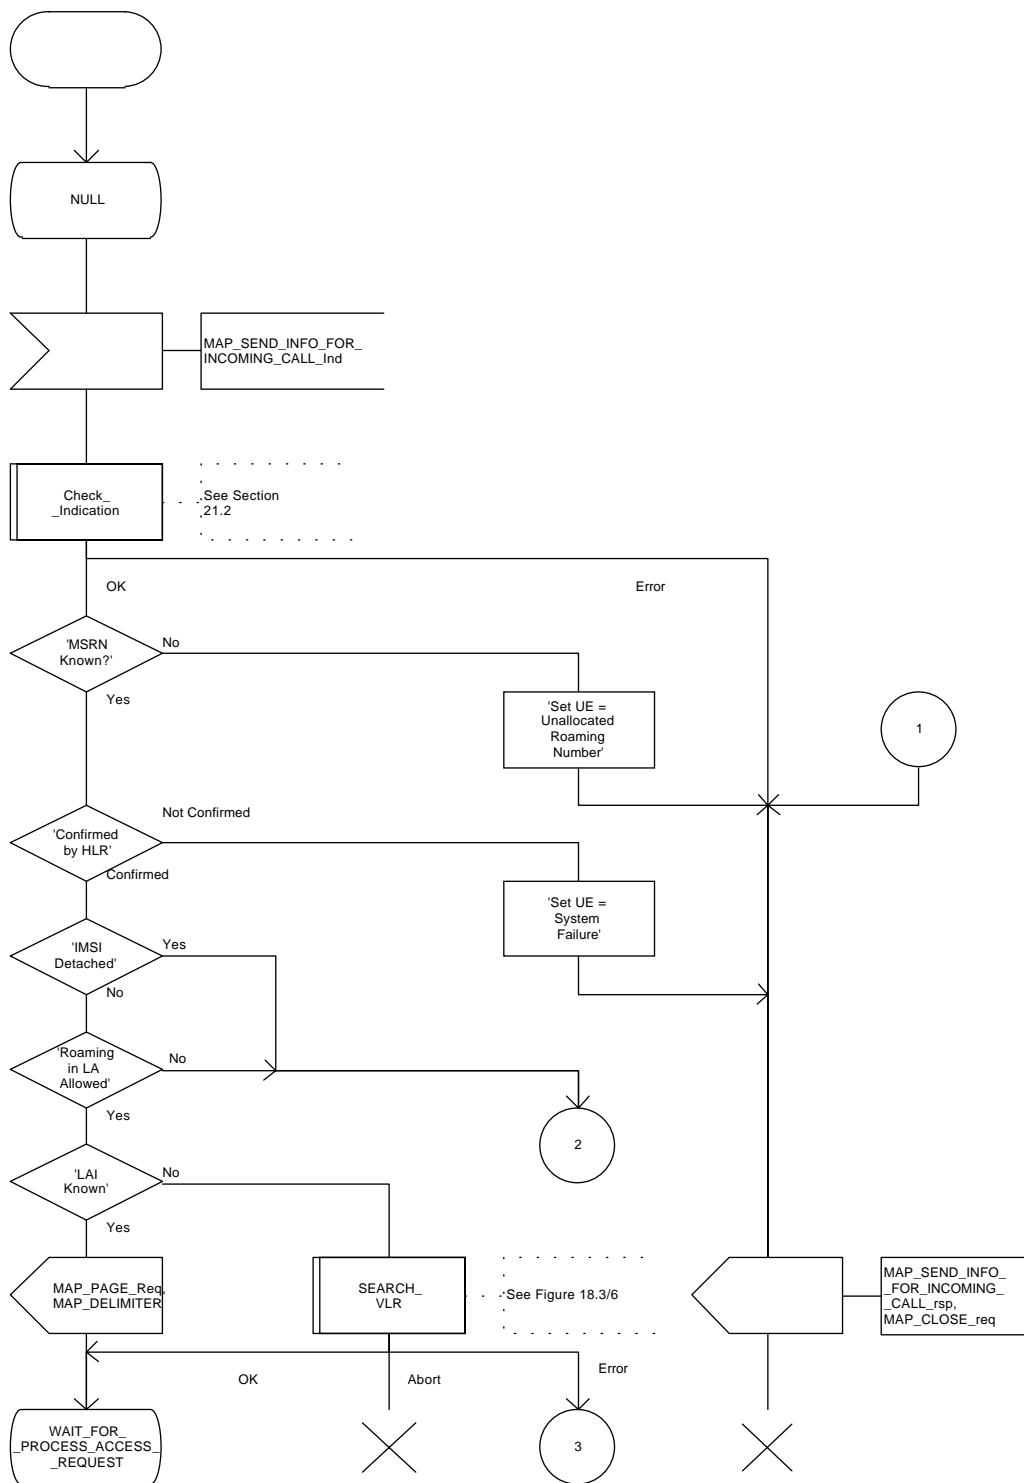 NULL
MAP_SEND_INFO_FOR_
INCOMING_CALL_Ind
Check_
_Indication
See Section
21.2
OK
Error
'MSRN
Known?'
No
Yes
'Set UE =
Unallocated
Roaming
Number'
1
'Confirmed
by HLR'
Not Confirmed
Confirmed
'Set UE =
System
Failure'
'IMSI
Detached'
Yes
No
'Roaming
in LA
Allowed'
No
Yes
2
'LAI
Known'
No
Yes
MAP_PAGE_Req,
MAP_DELIMITER
SEARCH_
VLR
See Figure 18.3/6
MAP_SEND_INFO_
_FOR_INCOMING_
_CALL_rsp,
MAP_CLOSE_req
OK
Abort
Error
WAIT_FOR_
_PROCESS_ACCESS_
_REQUEST
3